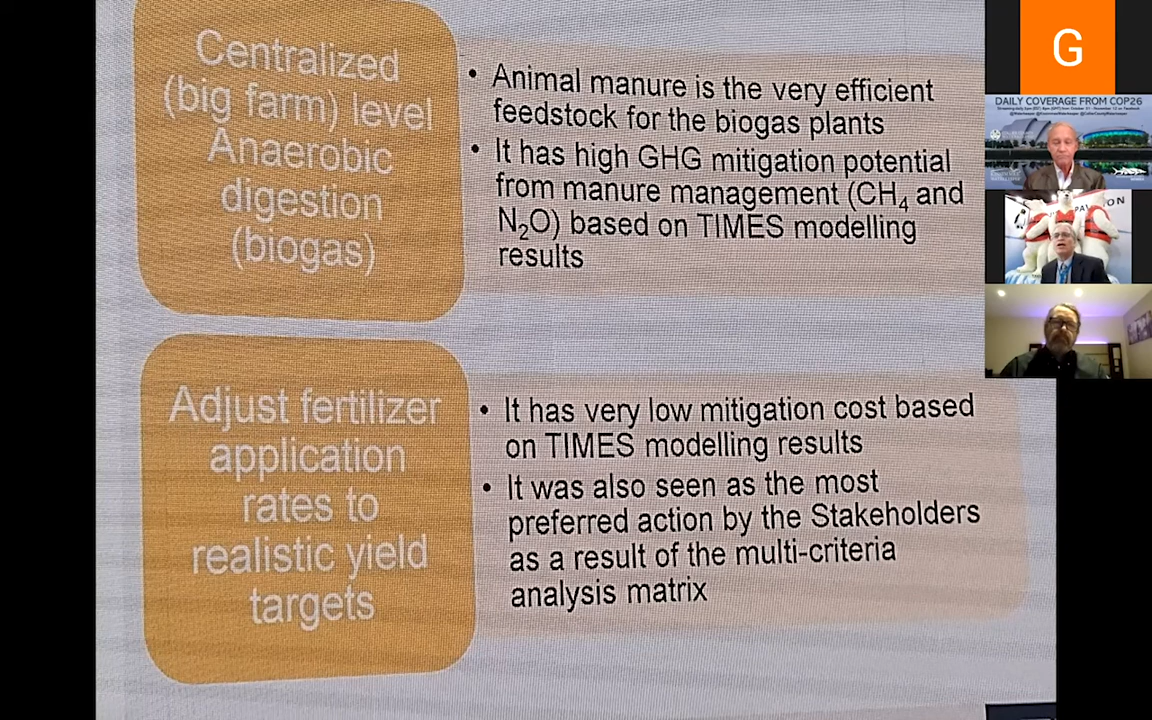 Centralized
(big farm) level
Anaerobic
digestion
(biogas)
• Animal manure is the very efficient
feedstock for the biogas plants
• It has high GHG mitigation potential
from manure management (CH₄ and
N₂O) based on TIMES modelling
results
Adjust fertilizer
application
rates to
realistic yield
targets
• It has very low mitigation cost based
on TIMES modelling results
• It was also seen as the most
preferred action by the Stakeholders
as a result of the multi-criteria
analysis matrix
G
DAILY COVERAGE FROM COP26